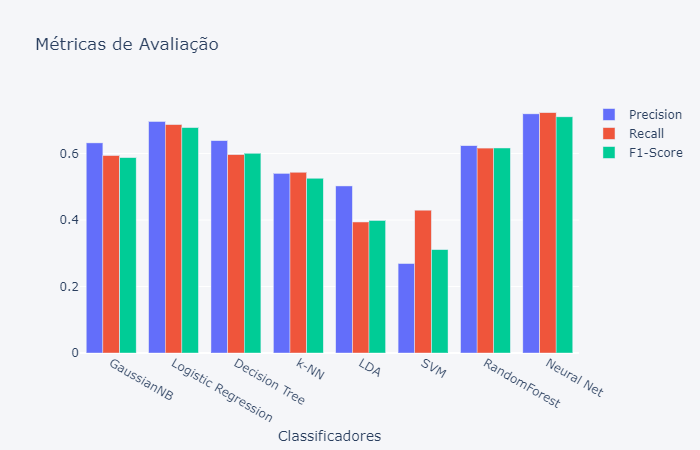 Métricas de Avaliação
Precision
Recall
F1-Score
0.6
0.4
0.2
0
GaussianNB
Logistic Regression
Decision Tree
k-NN
LDA
SVM
RandomForest
Neural Net
Classificadores